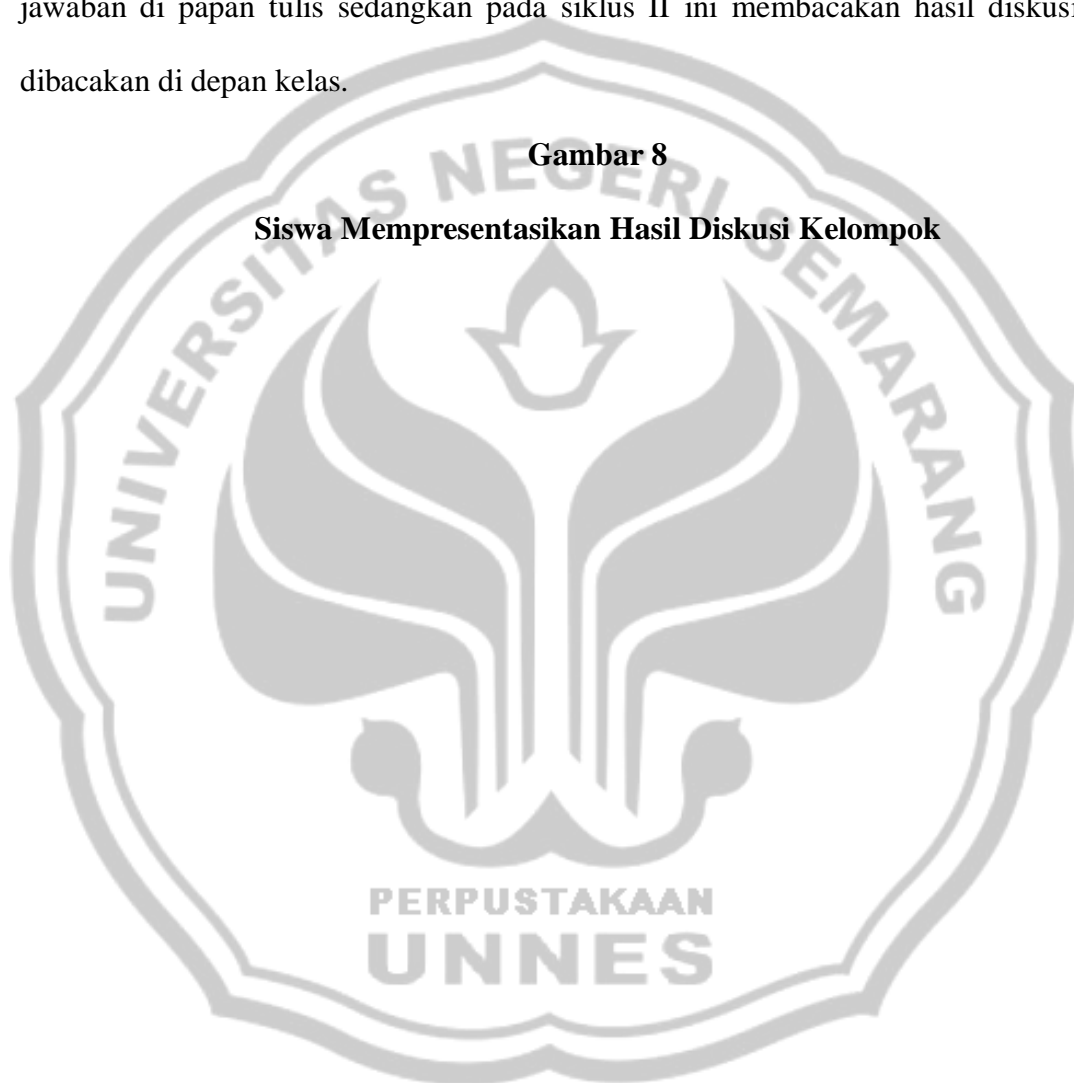 jawaban di papan tulis sedangkan pada siklus II ini membacakan hasil diskusi
dibacakan di depan kelas.
Gambar 8
Siswa Mempresentasikan Hasil Diskusi Kelompok
UNIVERSITAS NEGERI SEMARANG
PERPUSTAKAAN
UNNES